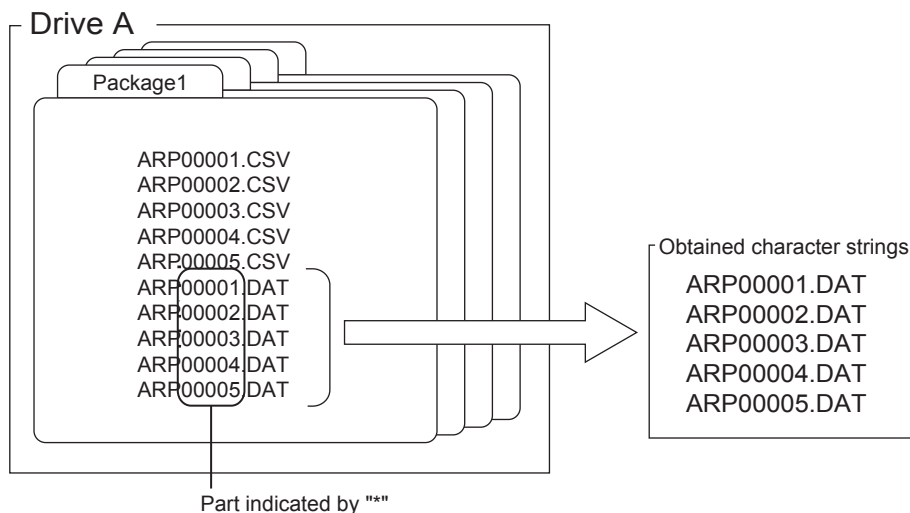 Drive A
Package1
ARP00001.CSV
ARP00002.CSV
ARP00003.CSV
ARP00004.CSV
ARP00005.CSV
ARP00001.DAT
ARP00002.DAT
ARP00003.DAT
ARP00004.DAT
ARP00005.DAT
Part indicated by "*"
Obtained character strings
ARP00001.DAT
ARP00002.DAT
ARP00003.DAT
ARP00004.DAT
ARP00005.DAT